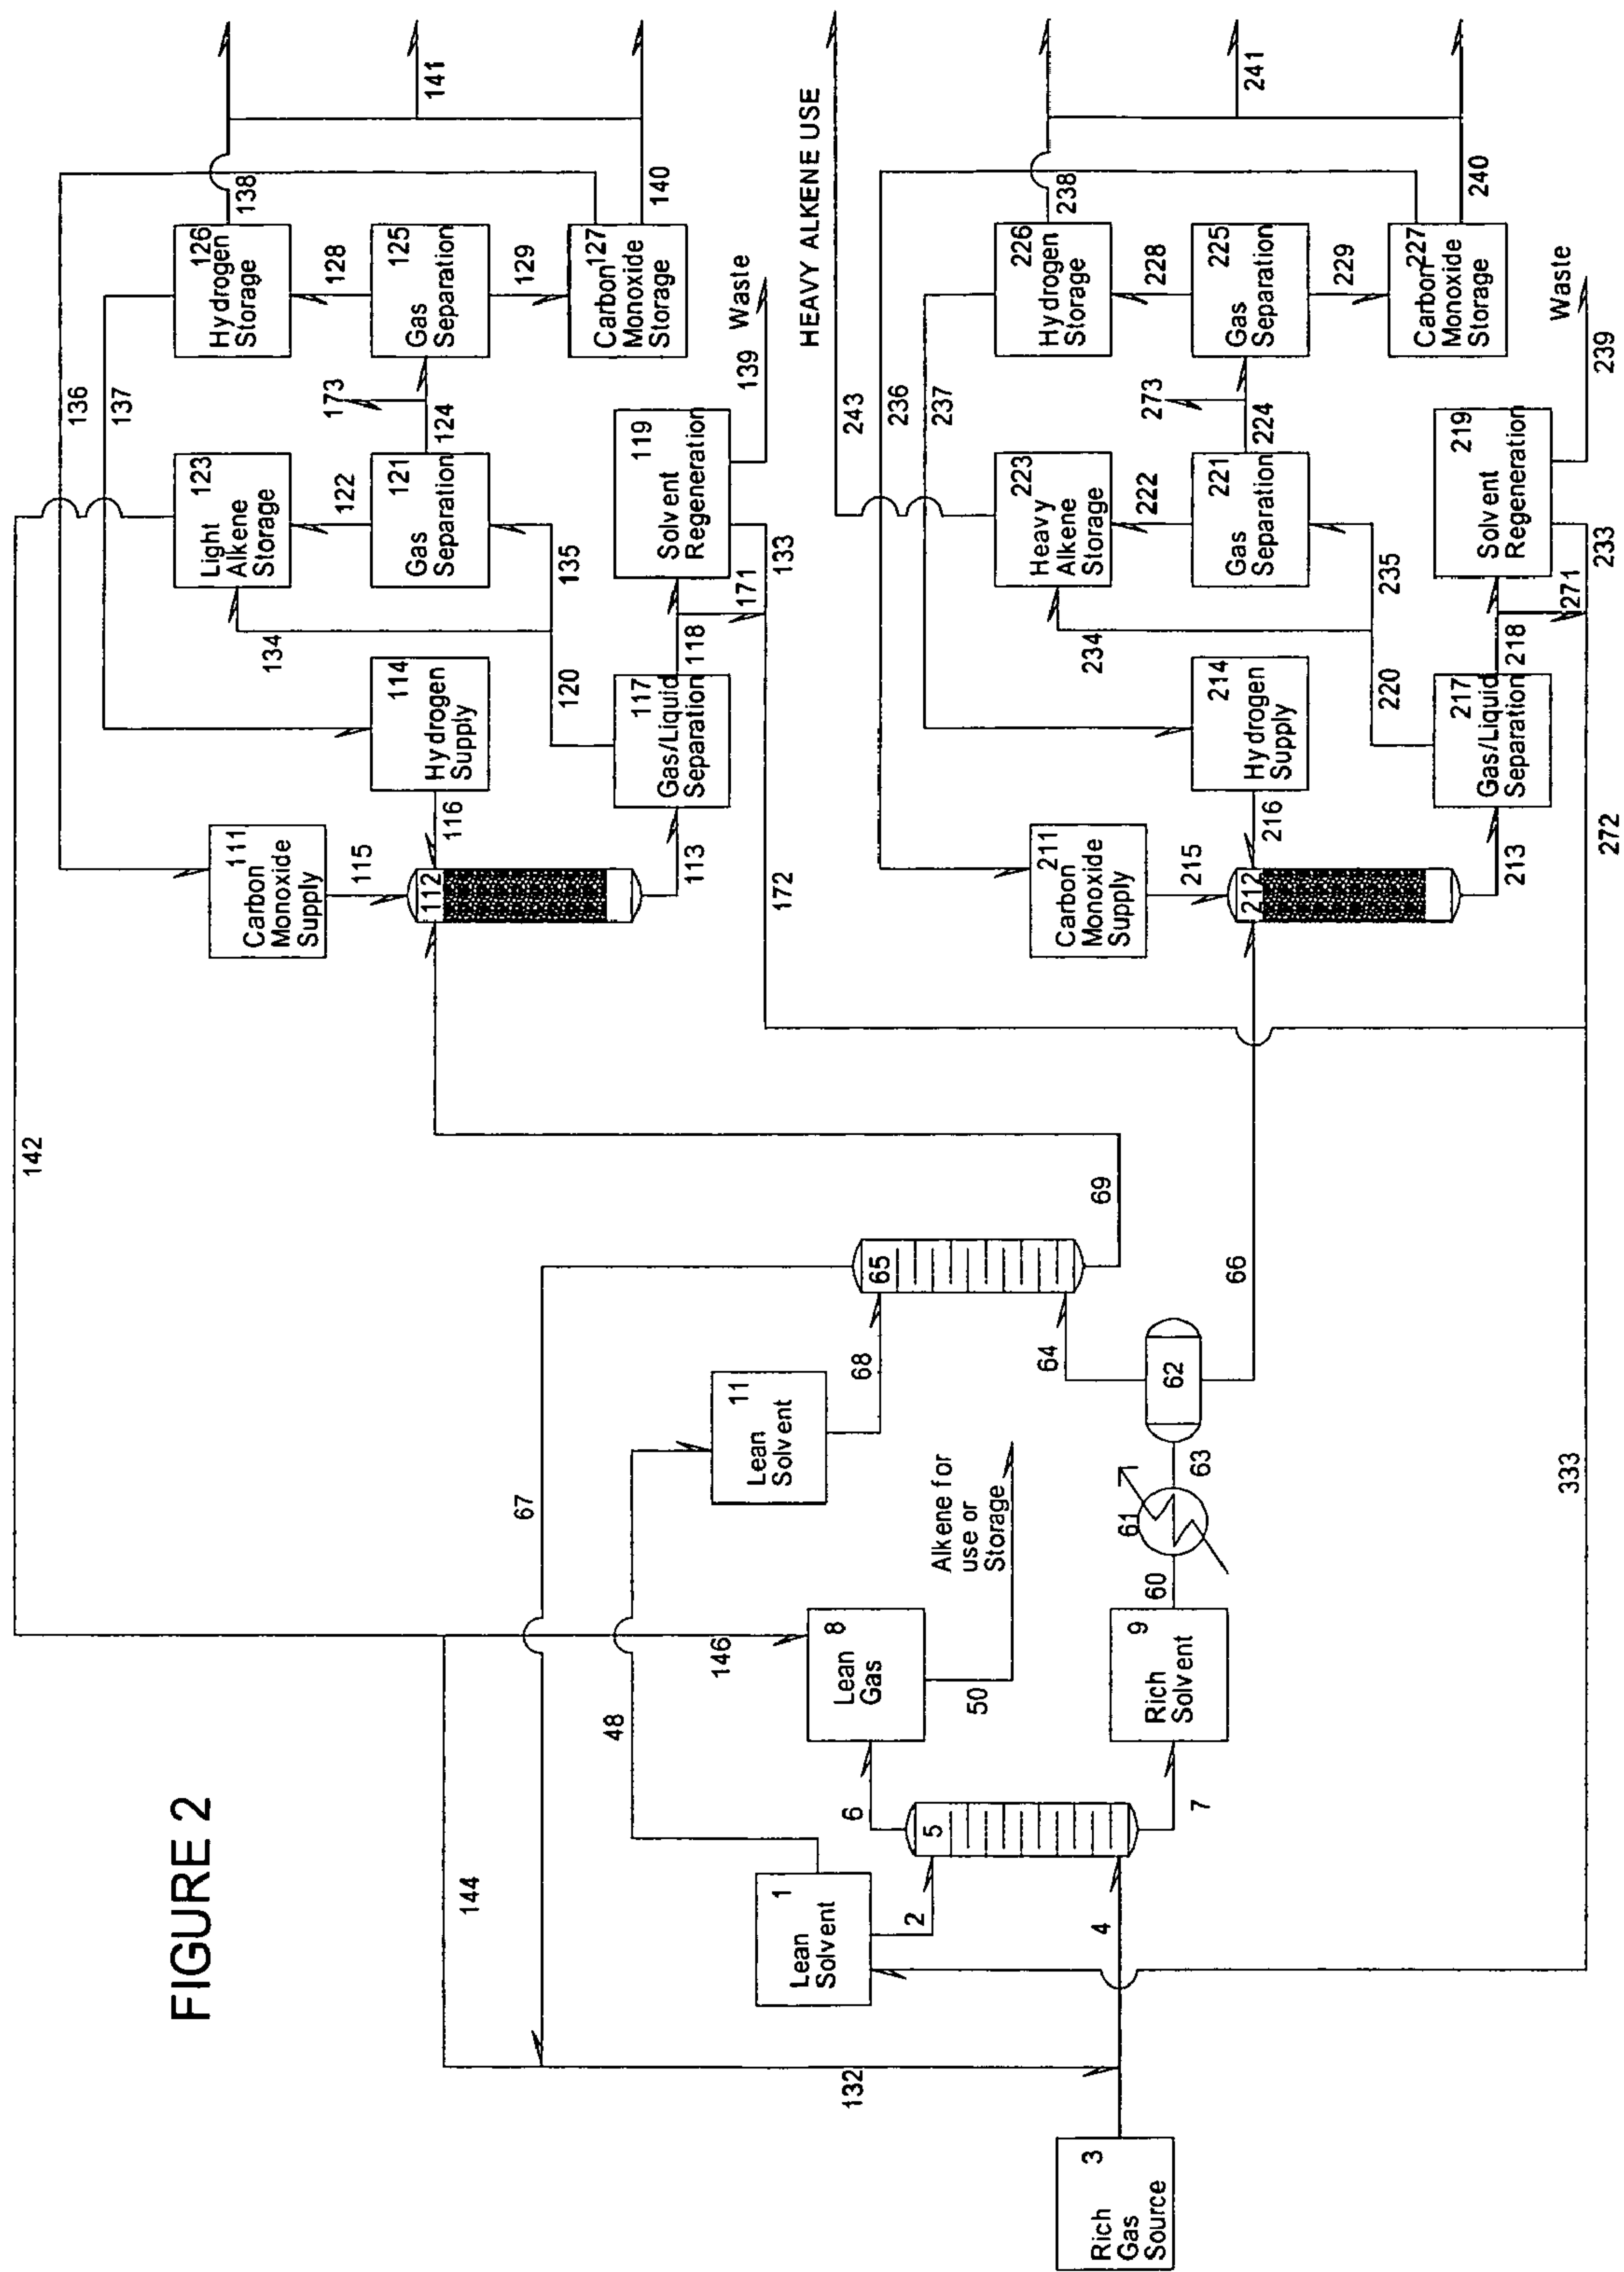 FIGURE 2
142
144
136
137
134
122
128
138
123
Light
Alkene
Storage
126
Hydrogen
Storage
111
Carbon
Monoxide
Supply
115
114
Hydrogen
Supply
116
121
Gas
Separation
173
124
125
Gas
Separation
141
120
135
129
117
Gas/Liquid
Separation
113
118
119
Solvent
Regeneration
127
Carbon
Monoxide
Storage
140
171
133
139
Waste
172
112
67
48
146
132
1
Lean
Solvent
11
Lean
Solvent
8
Lean
Gas
68
65
6
2
5
4
50
Alkene for
use or
Storage
64
69
3
Rich
Gas
Source
7
9
Rich
Solvent
60
61
63
62
66
HEAVY ALKENE USE
243
236
237
234
222
228
238
223
Heavy
Alkene
Storage
226
Hydrogen
Storage
211
Carbon
Monoxide
Supply
215
214
Hydrogen
Supply
216
221
Gas
Separation
273
224
225
Gas
Separation
241
220
235
229
212
217
Gas/Liquid
Separation
213
218
219
Solvent
Regeneration
227
Carbon
Monoxide
Storage
240
271
233
239
Waste
272
333